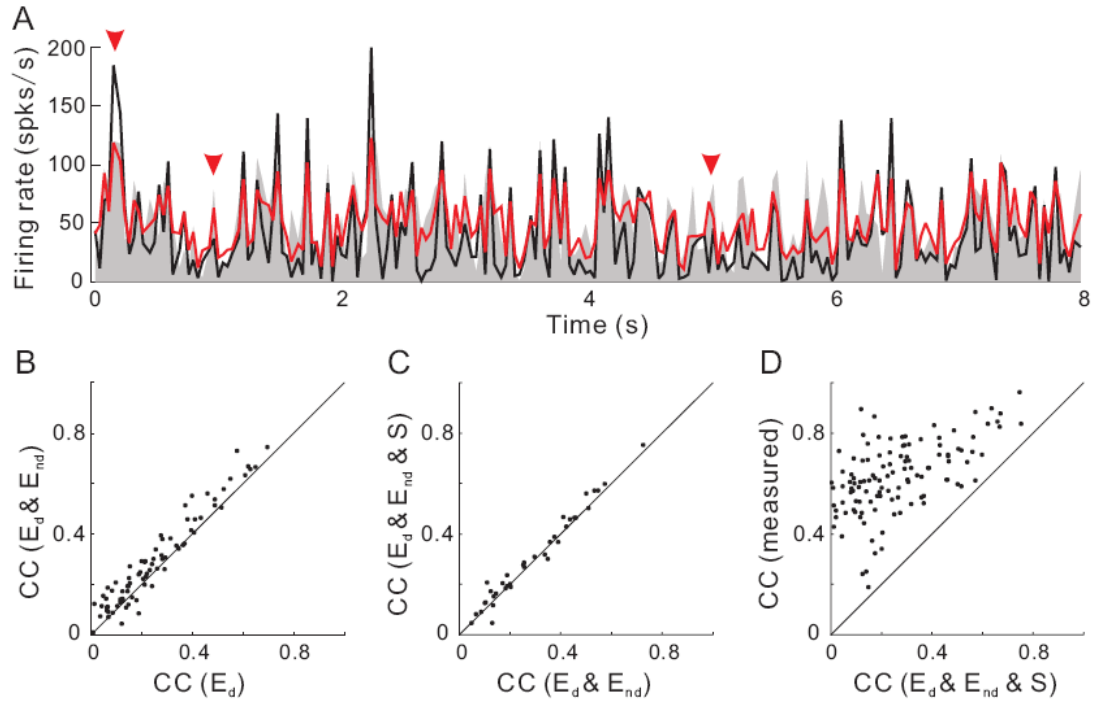 A
Firing rate (spks/s)
200
150
100
50
0
0 2 4 6 8
Time (s)
B
CC (Ed & End)
0.8
0.4
0
0 0.4 0.8
CC (Ed)
C
CC (Ed & End & S)
0.8
0.4
0
0 0.4 0.8
CC (Ed & End)
D
CC (measured)
0.8
0.4
0
0 0.4 0.8
CC (Ed & End & S)